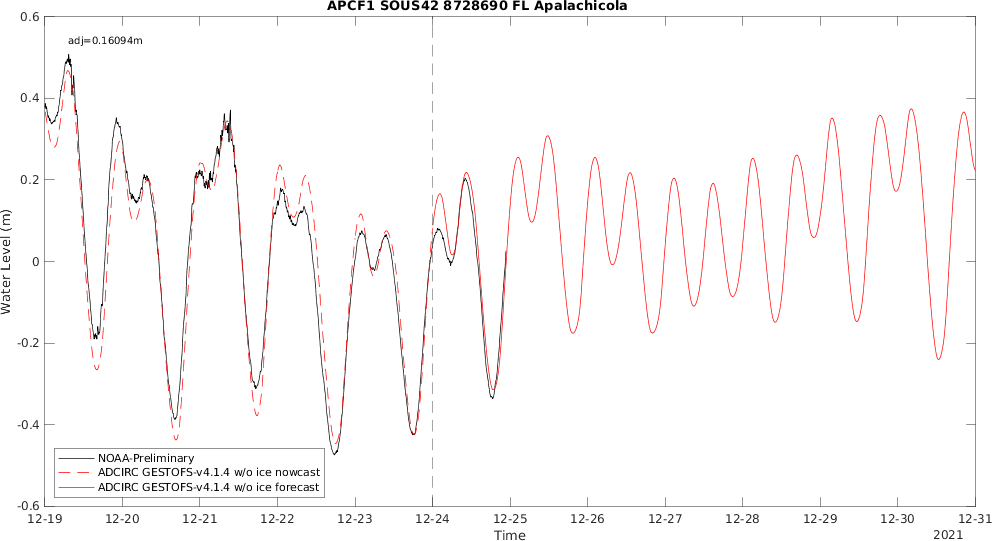 APCF1 SOUS42 8728690 FL Apalachicola
adj=0.16094m
0.6
0.4
0.2
0
-0.2
-0.4
-0.6
Water Level (m)
NOAA-Preliminary
ADCIRC GESTOFS-v4.1.4 w/o ice nowcast
ADCIRC GESTOFS-v4.1.4 w/o ice forecast
12-19 12-20 12-21 12-22 12-23 12-24 12-25 12-26 12-27 12-28 12-29 12-30 12-31
Time
2021